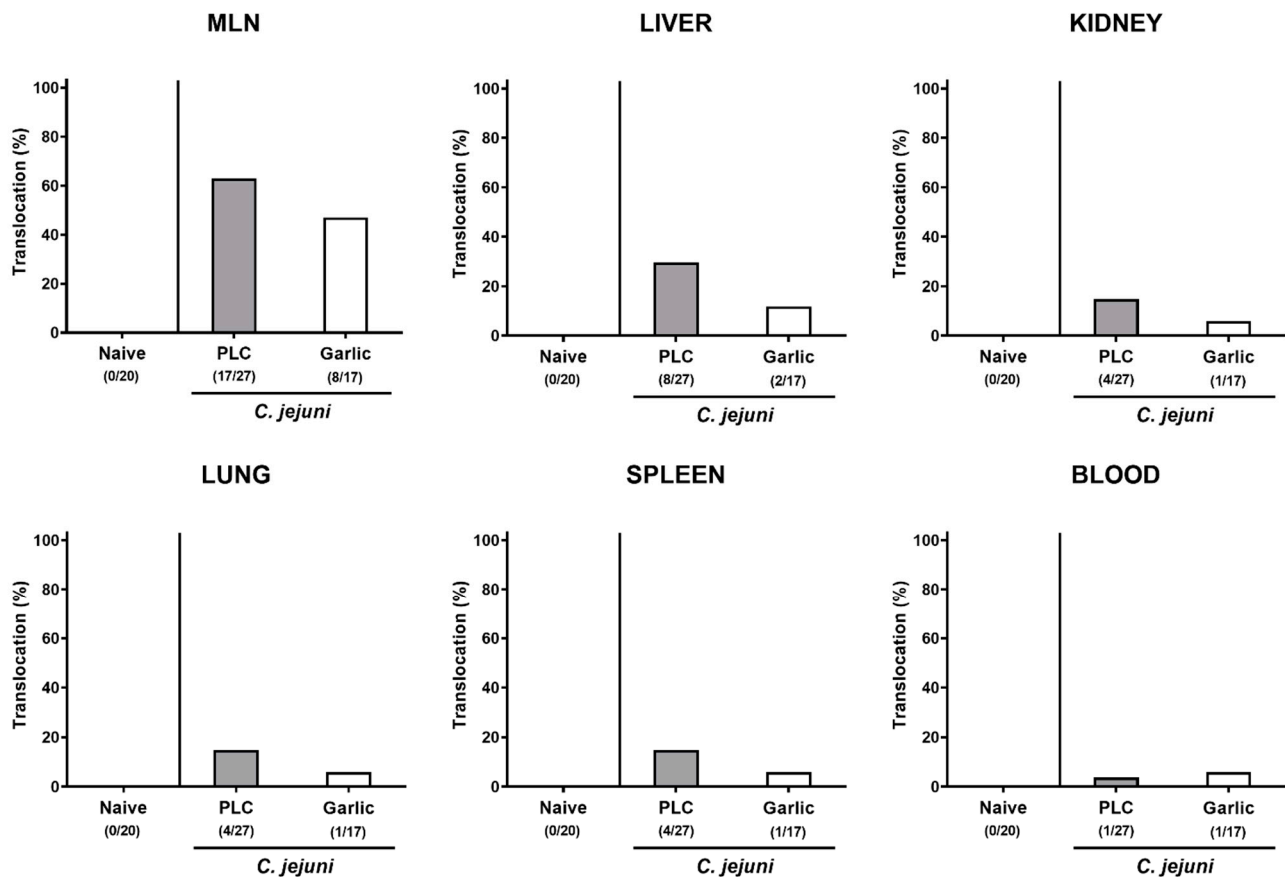 MLN
Translocation (%)
100
80
60
40
20
0
Naive PLC Garlic
(0/20) (17/27) (8/17)
C. jejuni
LIVER
Translocation (%)
100
80
60
40
20
0
Naive PLC Garlic
(0/20) (8/27) (2/17)
C. jejuni
KIDNEY
Translocation (%)
100
80
60
40
20
0
Naive PLC Garlic
(0/20) (4/27) (1/17)
C. jejuni
LUNG
Translocation (%)
100
80
60
40
20
0
Naive PLC Garlic
(0/20) (4/27) (1/17)
C. jejuni
SPLEEN
Translocation (%)
100
80
60
40
20
0
Naive PLC Garlic
(0/20) (4/27) (1/17)
C. jejuni
BLOOD
Translocation (%)
100
80
60
40
20
0
Naive PLC Garlic
(0/20) (1/27) (1/17)
C. jejuni